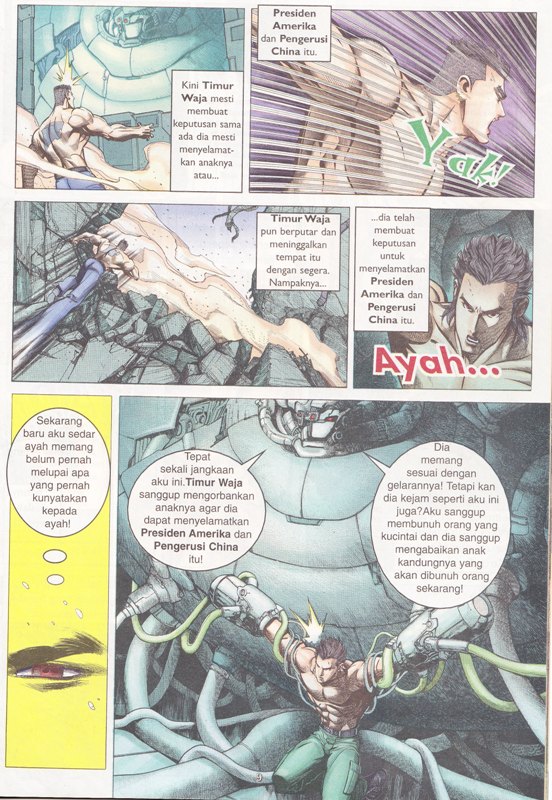 Kini Timur
Waja mesti
membuat
keputusan sama
ada dia mesti
menyelamat-
kan anaknya
atau...
Presiden
Amerika
dan Pengerusi
China itu.
Yak!
Timur Waja
pun berputar dan
meninggalkan
tempat itu
dengan segera.
Nampaknya...
...dia telah
membuat
keputusan
untuk
menyelamatkan
Presiden
Amerika dan
Pengerusi
China itu.
Ayah...
Sekarang
baru aku sedar
ayah memang
belum pernah
melupai apa
yang pernah
kunyatakan
kepada
ayah!
Tepat
sekali jangkaan
aku ini.Timur Waja
sanggup mengorbankan
anaknya agar dia
dapat menyelamatkan
Presiden Amerika dan
Pengerusi China
itu!
Dia
memang
sesuai dengan
gelarannya! Tetapi kan
dia kejam seperti aku ini
juga?Aku sanggup
membunuh orang yang
kucintai dan dia sanggup
mengabaikan anak
kandungnya yang
akan dibunuh orang
sekarang!
9